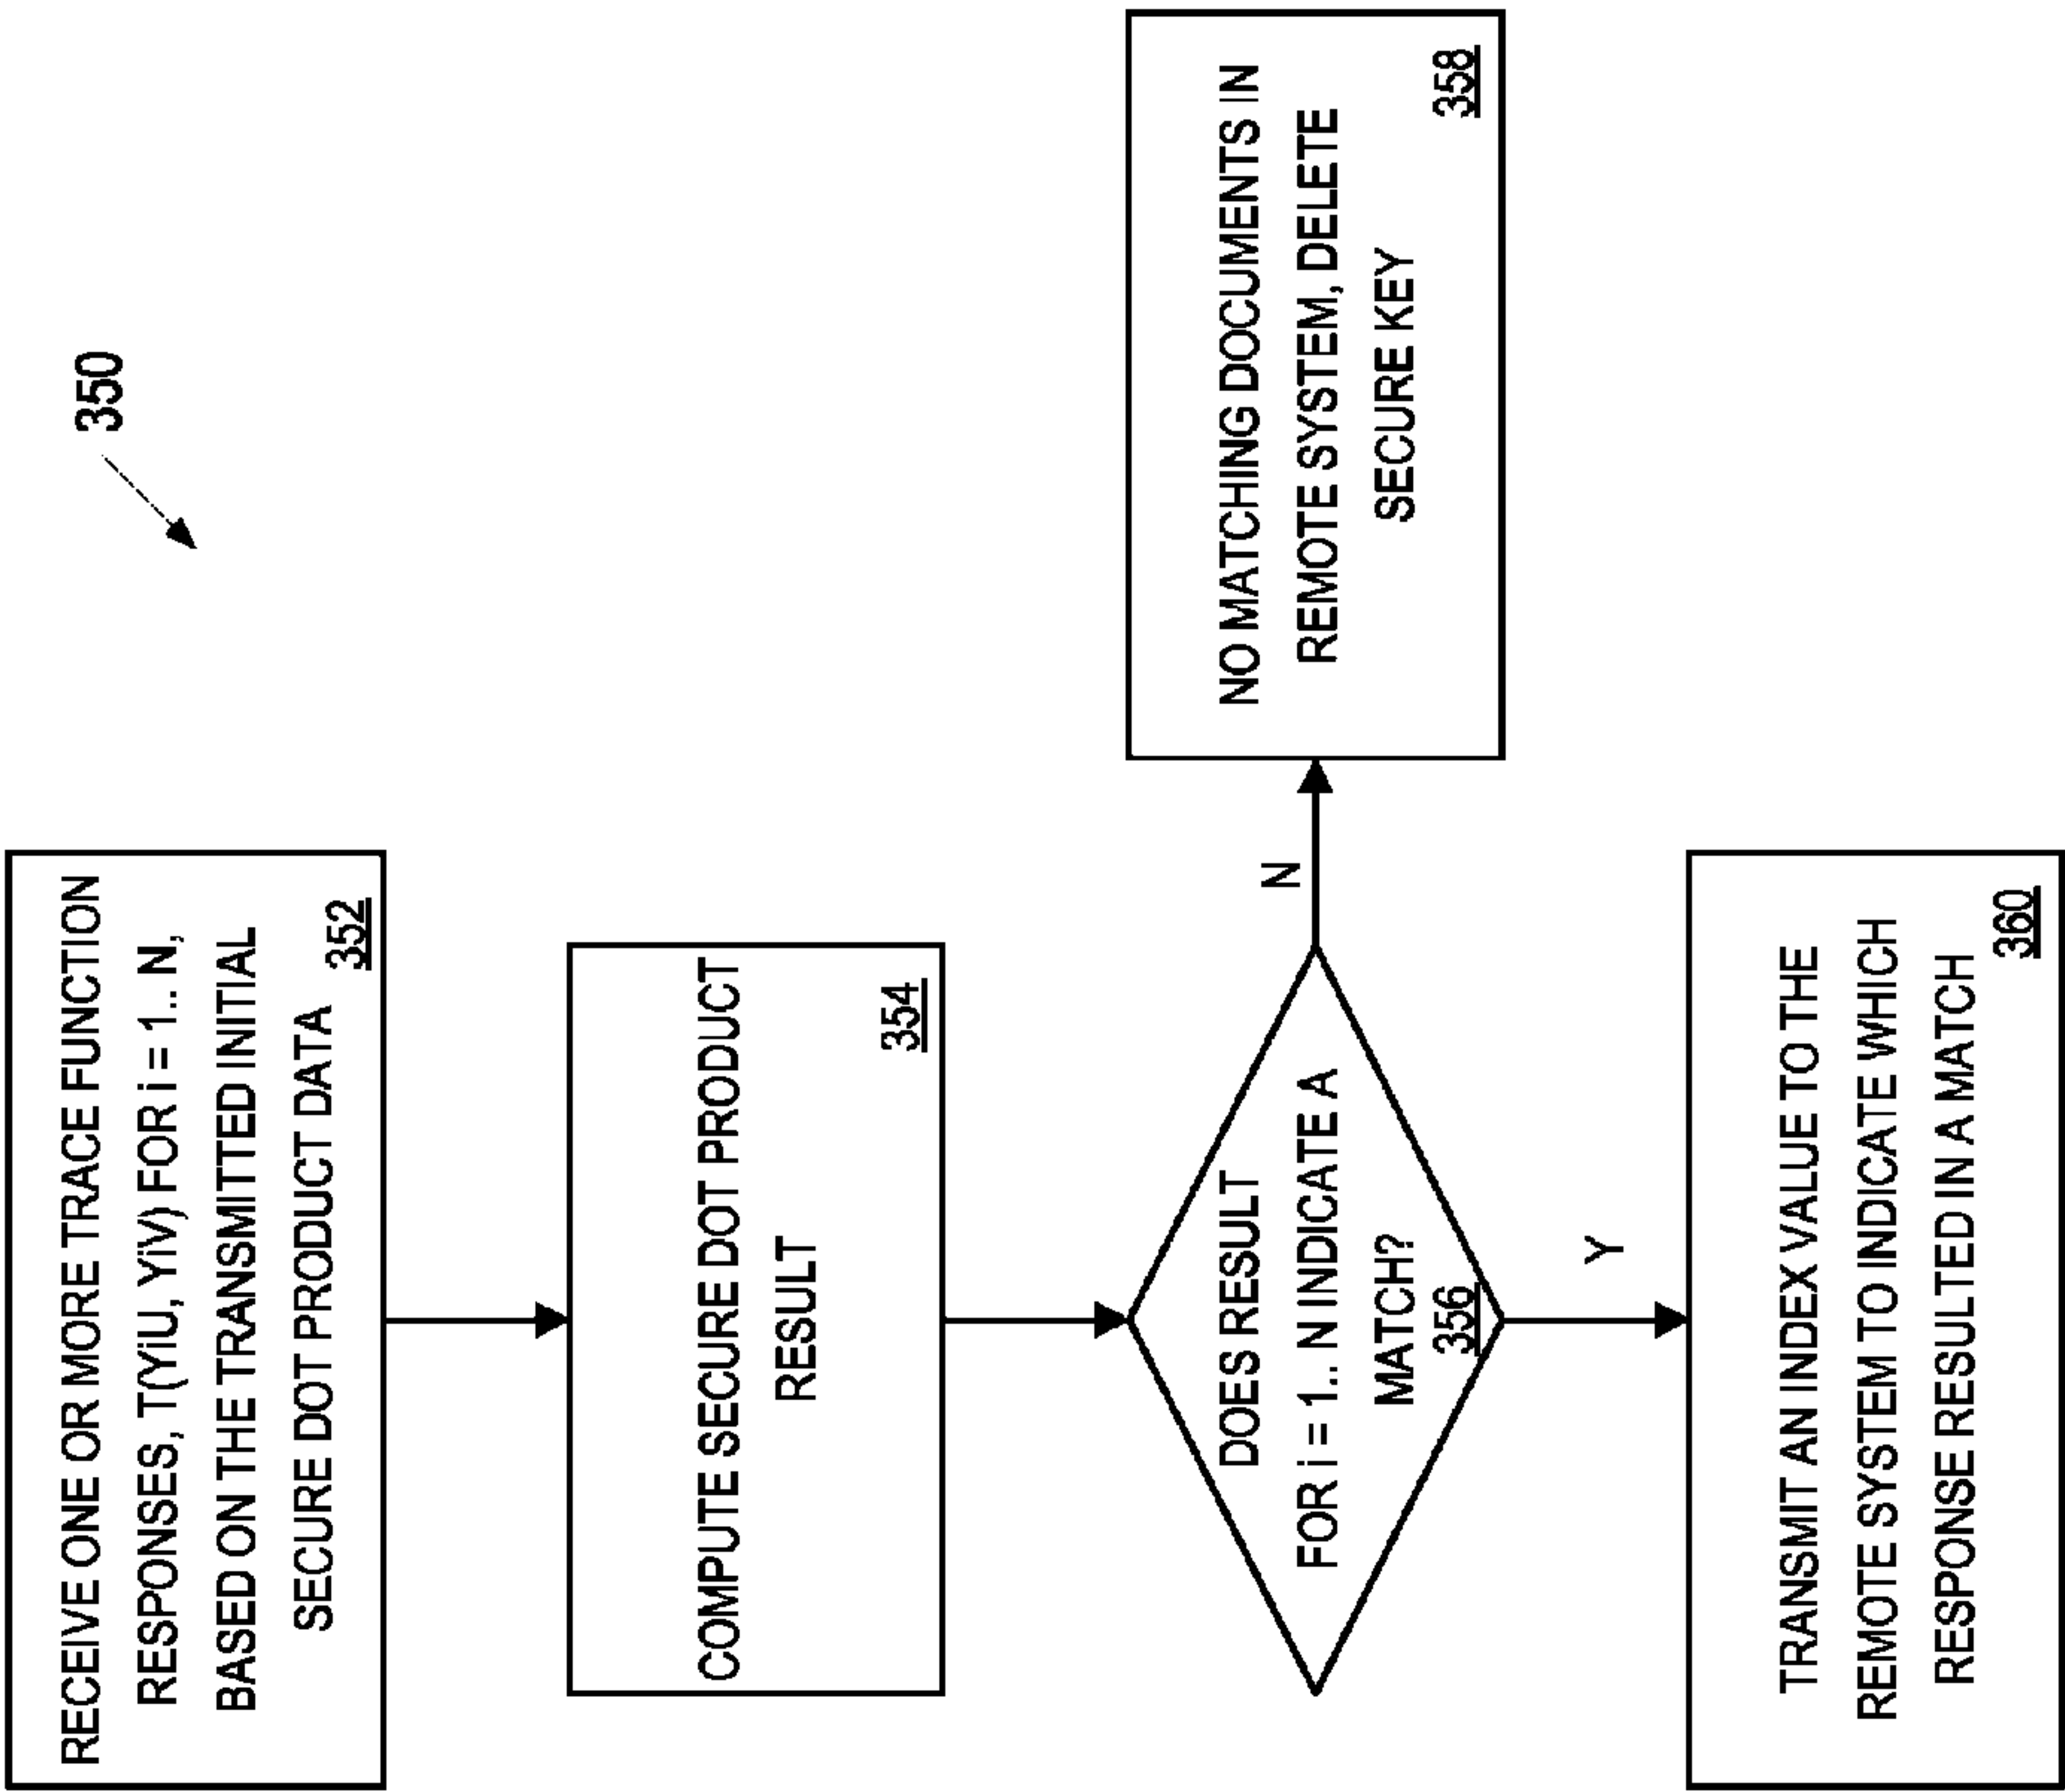 350
RECEIVE ONE OR MORE TRACE FUNCTION
RESPONSES, T(YiU, YiV) FOR i = 1.. N,
BASED ON THE TRANSMITTED INITIAL
SECURE DOT PRODUCT DATA
352
COMPUTE SECURE DOT PRODUCT
RESULT
354
DOES RESULT
FOR i = 1.. N INDICATE A
MATCH?
356
N
NO MATCHING DOCUMENTS IN
REMOTE SYSTEM, DELETE
SECURE KEY
358
Y
TRANSMIT AN INDEX VALUE TO THE
REMOTE SYSTEM TO INDICATE WHICH
RESPONSE RESULTED IN A MATCH
360